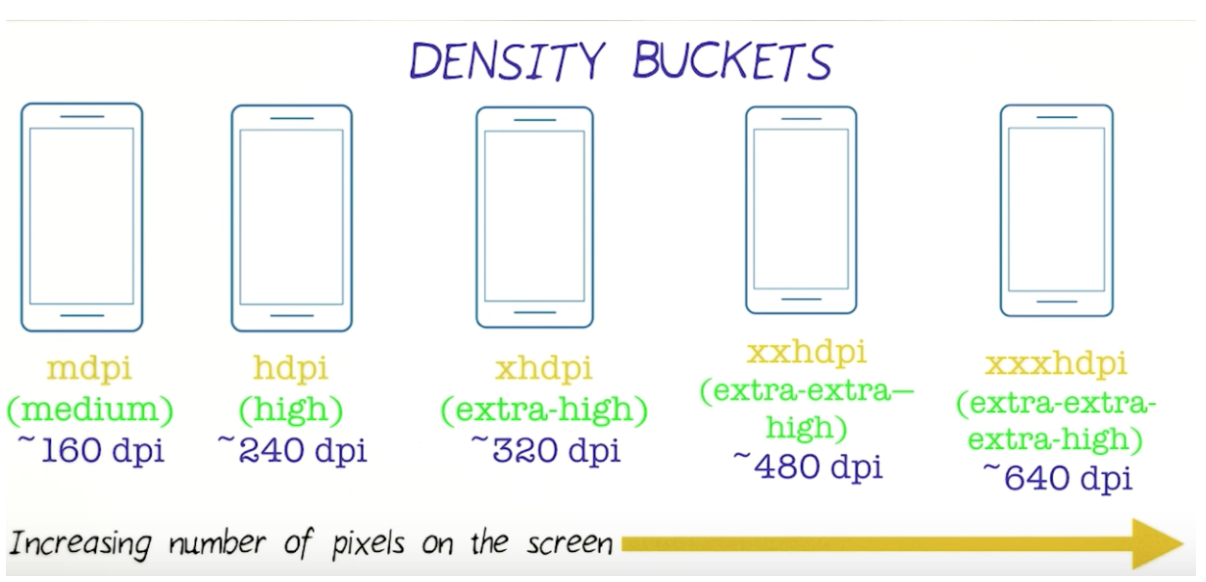 DENSITY BUCKETS
mdpi
(medium)
~160 dpi
hdpi
(high)
~240 dpi
xhdpi
(extra-high)
~320 dpi
xxhdpi
(extra-extra—
high)
~480 dpi
xxxhdpi
(extra-extra-
extra-high)
~640 dpi
Increasing number of pixels on the screen